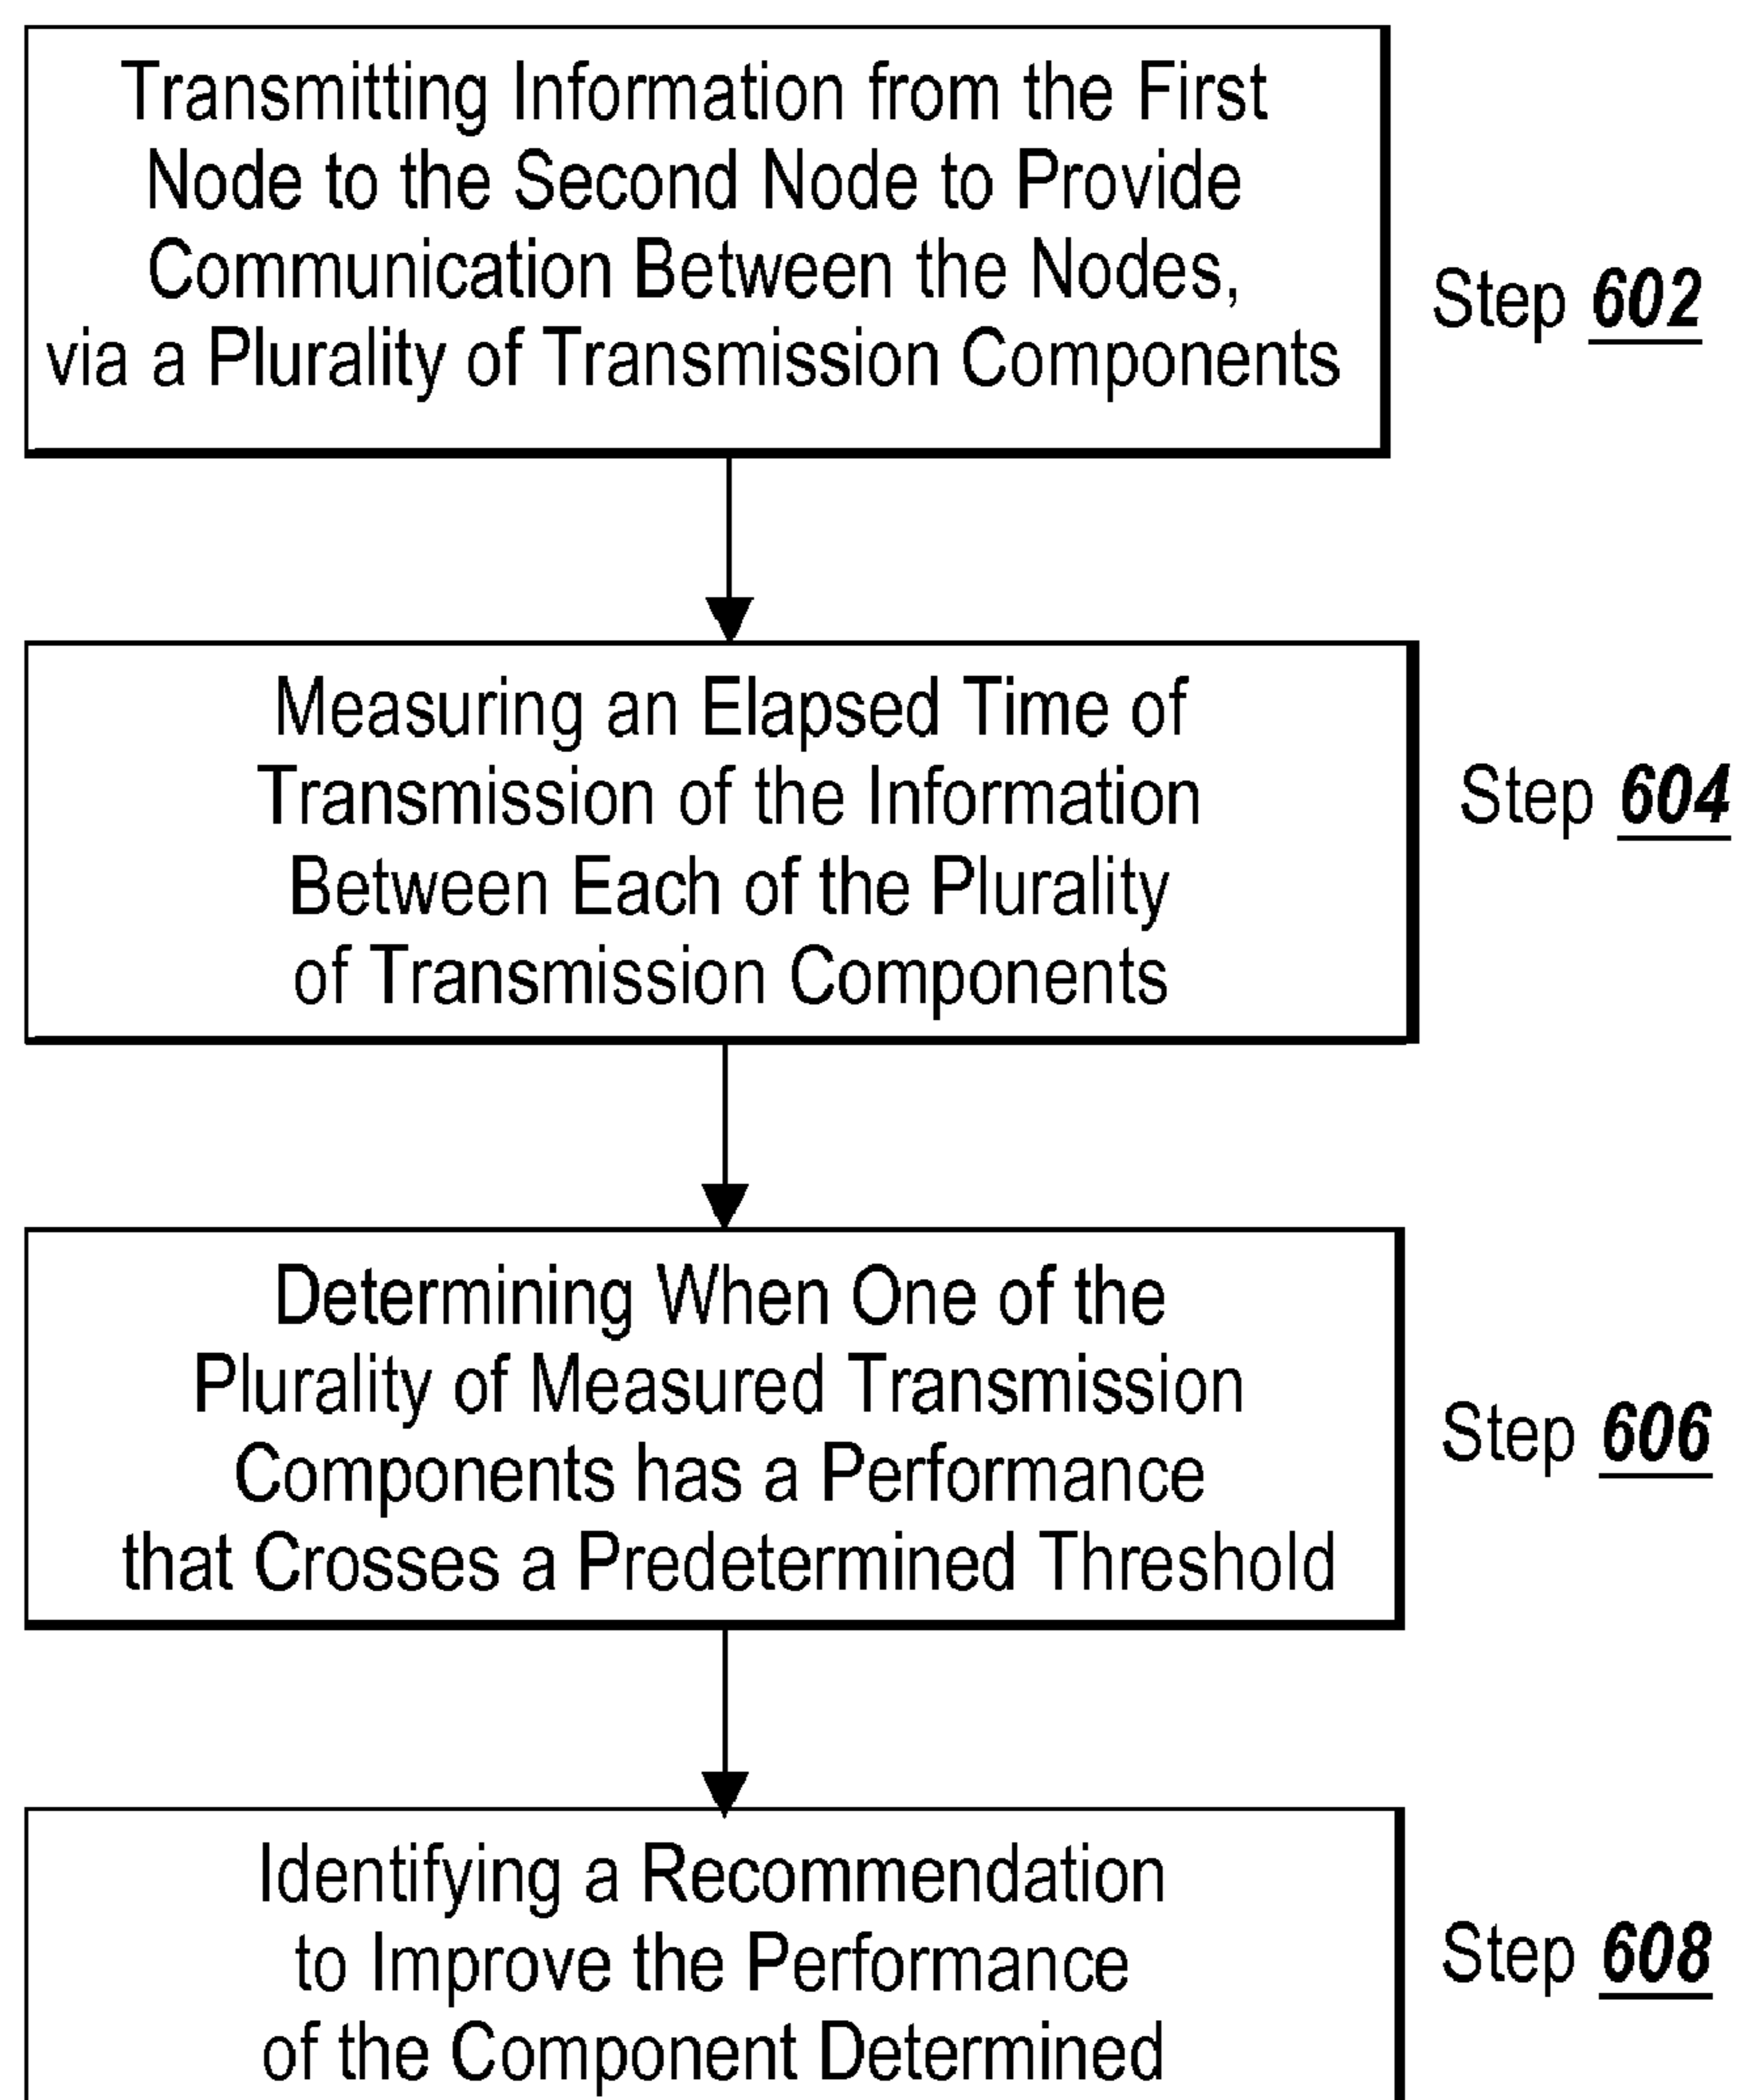 Transmitting Information from the First
Node to the Second Node to Provide
Communication Between the Nodes,
via a Plurality of Transmission Components
Step 602
Measuring an Elapsed Time of
Transmission of the Information
Between Each of the Plurality
of Transmission Components
Step 604
Determining When One of the
Plurality of Measured Transmission
Components has a Performance
that Crosses a Predetermined Threshold
Step 606
Identifying a Recommendation
to Improve the Performance
of the Component Determined
Step 608